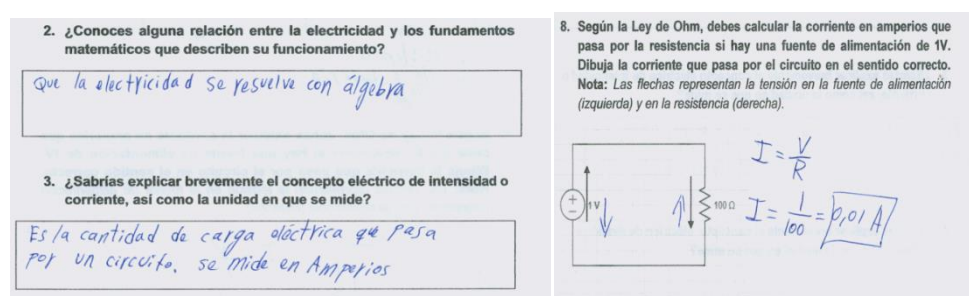 2. ¿Conoces alguna relación entre la electricidad y los fundamentos
matemáticos que describen su funcionamiento?
Que la electricidad se resuelve con álgebra
3. ¿Sabrías explicar brevemente el concepto eléctrico de intensidad o
corriente, así como la unidad en que se mide?
Es la cantidad de carga eléctrica que pasa
por un circuito. se mide en Amperios
8. Según la Ley de Ohm, debes calcular la corriente en amperios que
pasa por la resistencia si hay una fuente de alimentación de 1V.
Dibuja la corriente que pasa por el circuito en el sentido correcto.
Nota: Las flechas representan la tensión en la fuente de alimentación
(izquierda) y en la resistencia (derecha).
I = V/R
+
−
1 V
100 Ω
I = 1/100 = 0,01 A